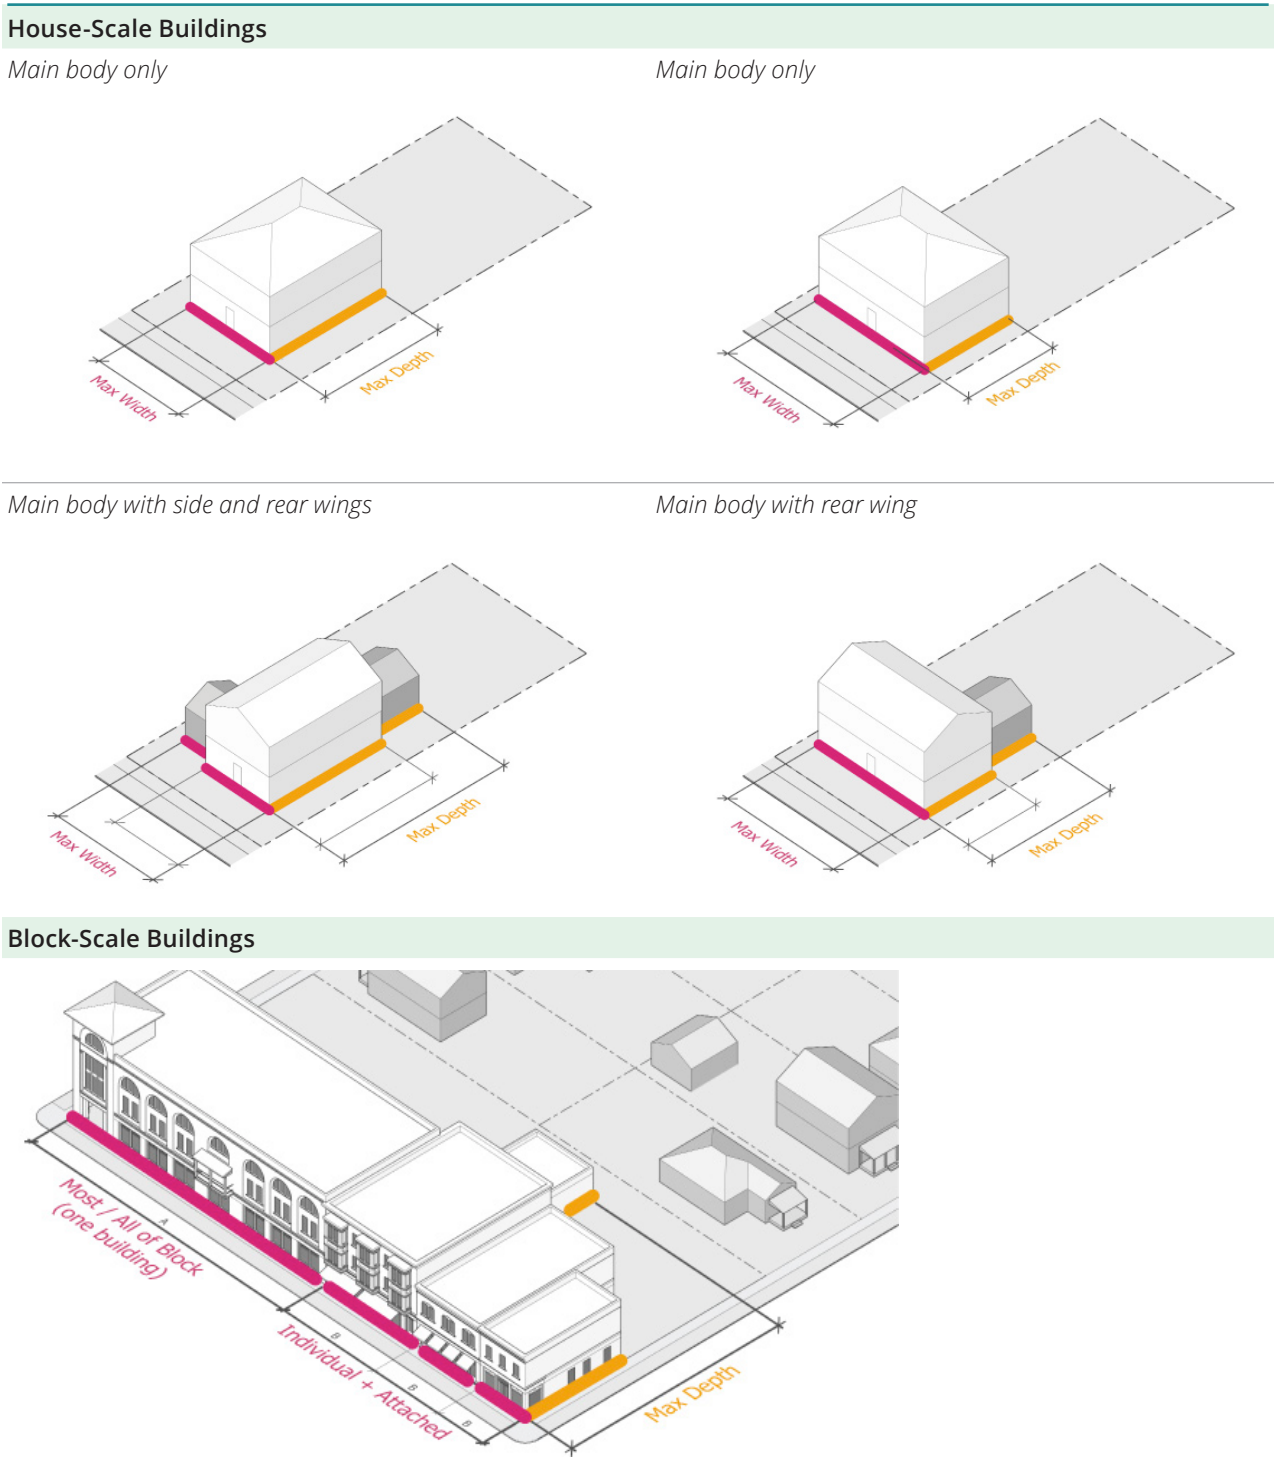 House-Scale Buildings
Main body only
Main body only
Max Width
Max Depth
Max Width
Max Depth
Main body with side and rear wings
Main body with rear wing
Max Width
Max Depth
Max Width
Max Depth
Block-Scale Buildings
Most / All of Block
(one building)
A
Individual + Attached
B
B
B
Max Depth